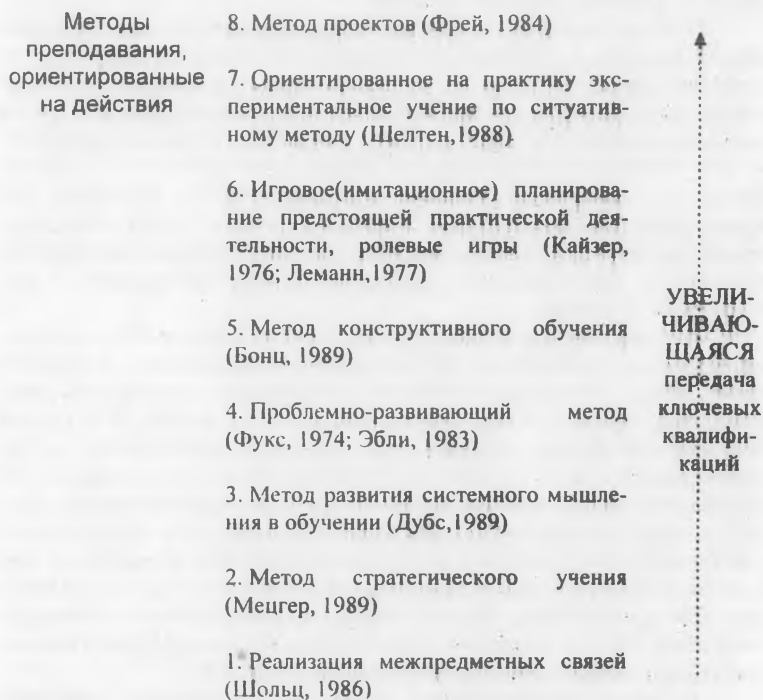 Методы
преподавания,
ориентированные
на действия
8. Метод проектов (Фрей, 1984)
7. Ориентированное на практику экс-
периментальное учение по ситуатив-
ному методу (Шелтен,1988)
6. Игровое(имитационное) планирова-
ние предстоящей практической дея-
тельности, ролевые игры (Кайзер,
1976; Леманн,1977)
5. Метод конструктивного обучения
(Бонц, 1989)
4. Проблемно-развивающий метод
(Фукс, 1974; Эбли, 1983)
3. Метод развития системного мышле-
ния в обучении (Дубс,1989)
2. Метод стратегического учения
(Мецгер, 1989)
1. Реализация межпредметных связей
(Шольц, 1986)
УВЕЛИ-
ЧИВАЮ-
ЩАЯСЯ
передача
ключевых
квалифи-
каций